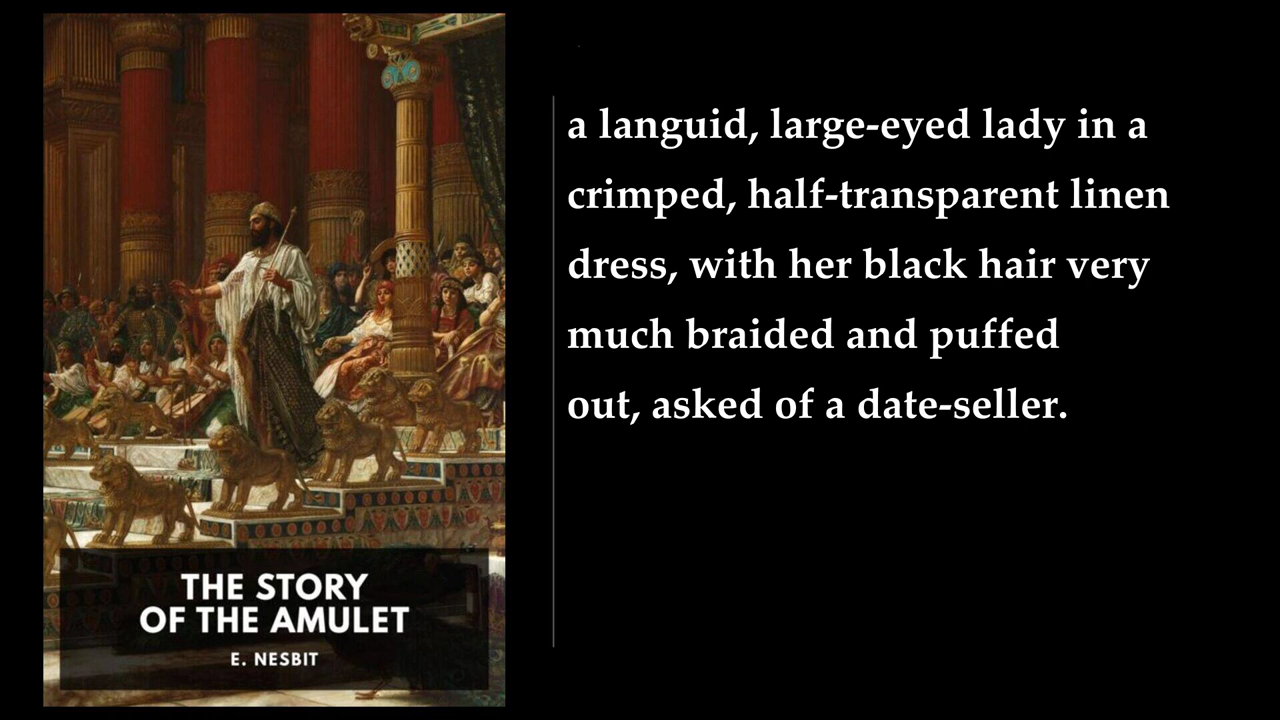 a languid, large-eyed lady in a
crimped, half-transparent linen
dress, with her black hair very
much braided and puffed
out, asked of a date-seller.
THE STORY
OF THE AMULET
E. NESBIT